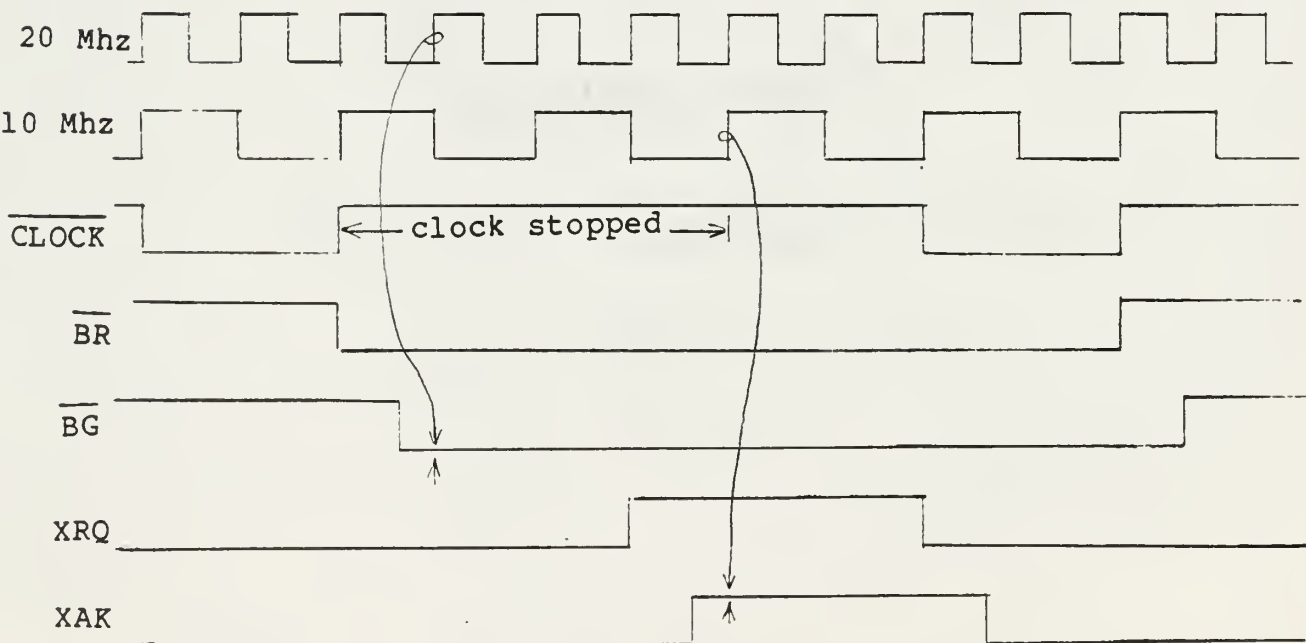 20 Mhz
10 Mhz
CLOCK
clock stopped
BR
BG
XRQ
XAK